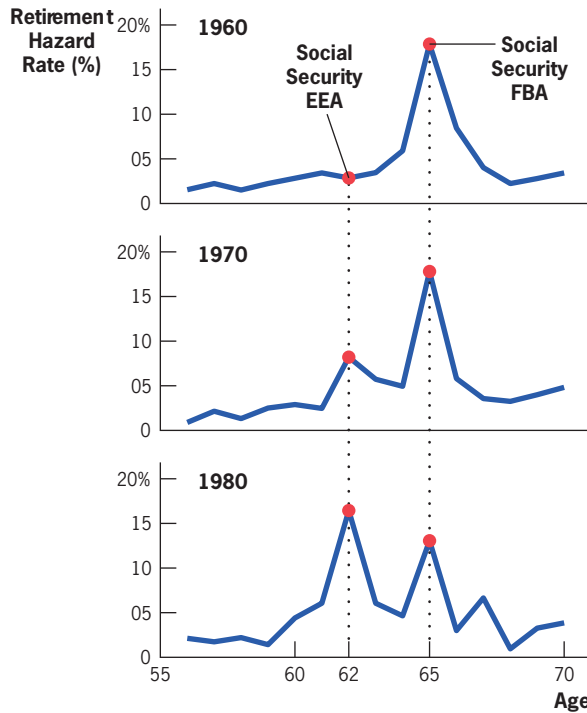 Retirement
Hazard
Rate (%)
1960
20%
15
10
05
0
Social
Security
EEA
Social
Security
FBA
1970
20%
15
10
05
0
1980
20%
15
10
05
0
55
60
62
65
70
Age